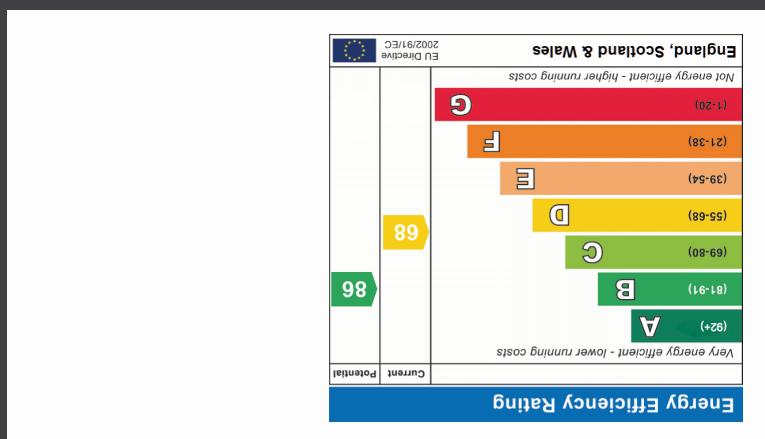 Energy Efficiency Rating
Current Potential
Very energy efficient - lower running costs
(92+) A
(81-91) B
86
(69-80) C
68
(55-68) D
(39-54) E
(21-38) F
(1-20) G
Not energy efficient - higher running costs
England, Scotland & Wales
EU Directive
2002/91/EC